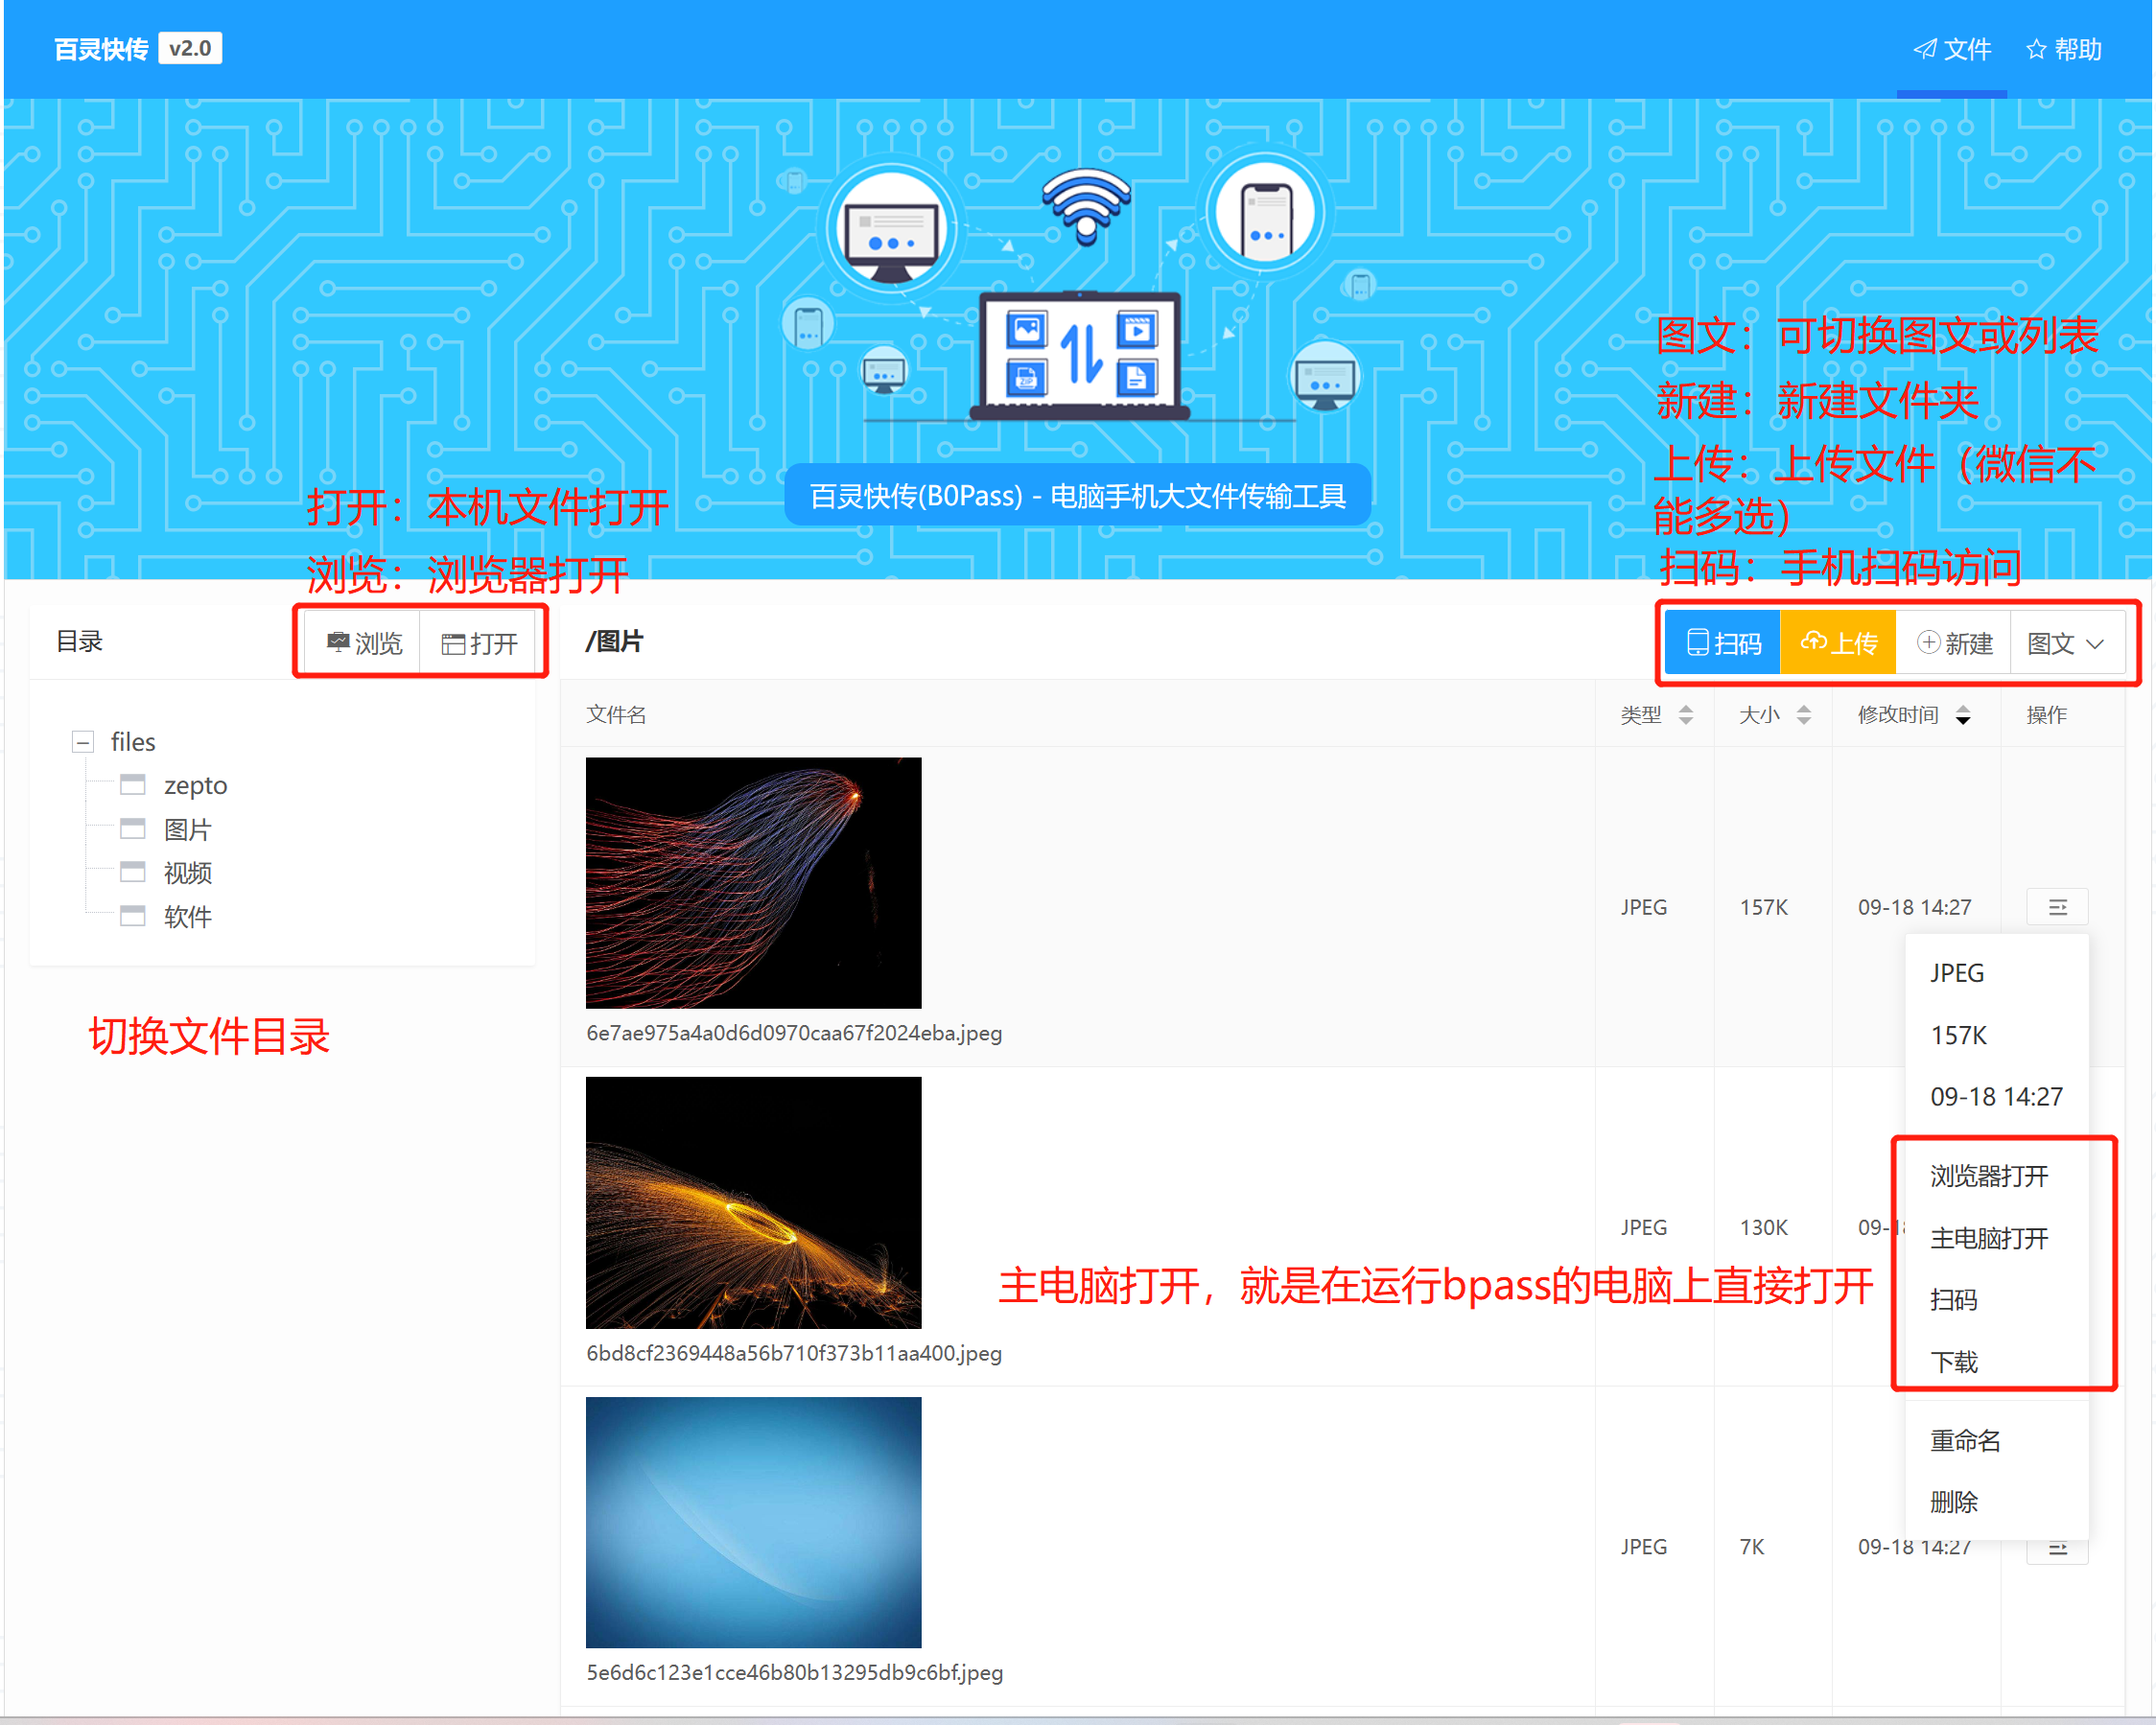 百灵快传 v2.0
文件 帮助
图文：可切换图文或列表
新建：新建文件夹
上传：上传文件（微信不
能多选）
扫码：手机扫码访问
ZIP
百灵快传(B0Pass) - 电脑手机大文件传输工具
打开：本机文件打开
浏览：浏览器打开
目录 浏览 打开
/图片 扫码 上传 新建 图文
files
zepto
图片
视频
软件
切换文件目录
文件名 类型 大小 修改时间 操作
JPEG 157K 09-18 14:27
6e7ae975a4a0d6d0970caa67f2024eba.jpeg
JPEG 130K 09-18
6bd8cf2369448a56b710f373b11aa400.jpeg
JPEG 7K 09-18 14:27
5e6d6c123e1cce46b80b13295db9c6bf.jpeg
JPEG
157K
09-18 14:27
浏览器打开
主电脑打开
扫码
下载
重命名
删除
主电脑打开，就是在运行bpass的电脑上直接打开